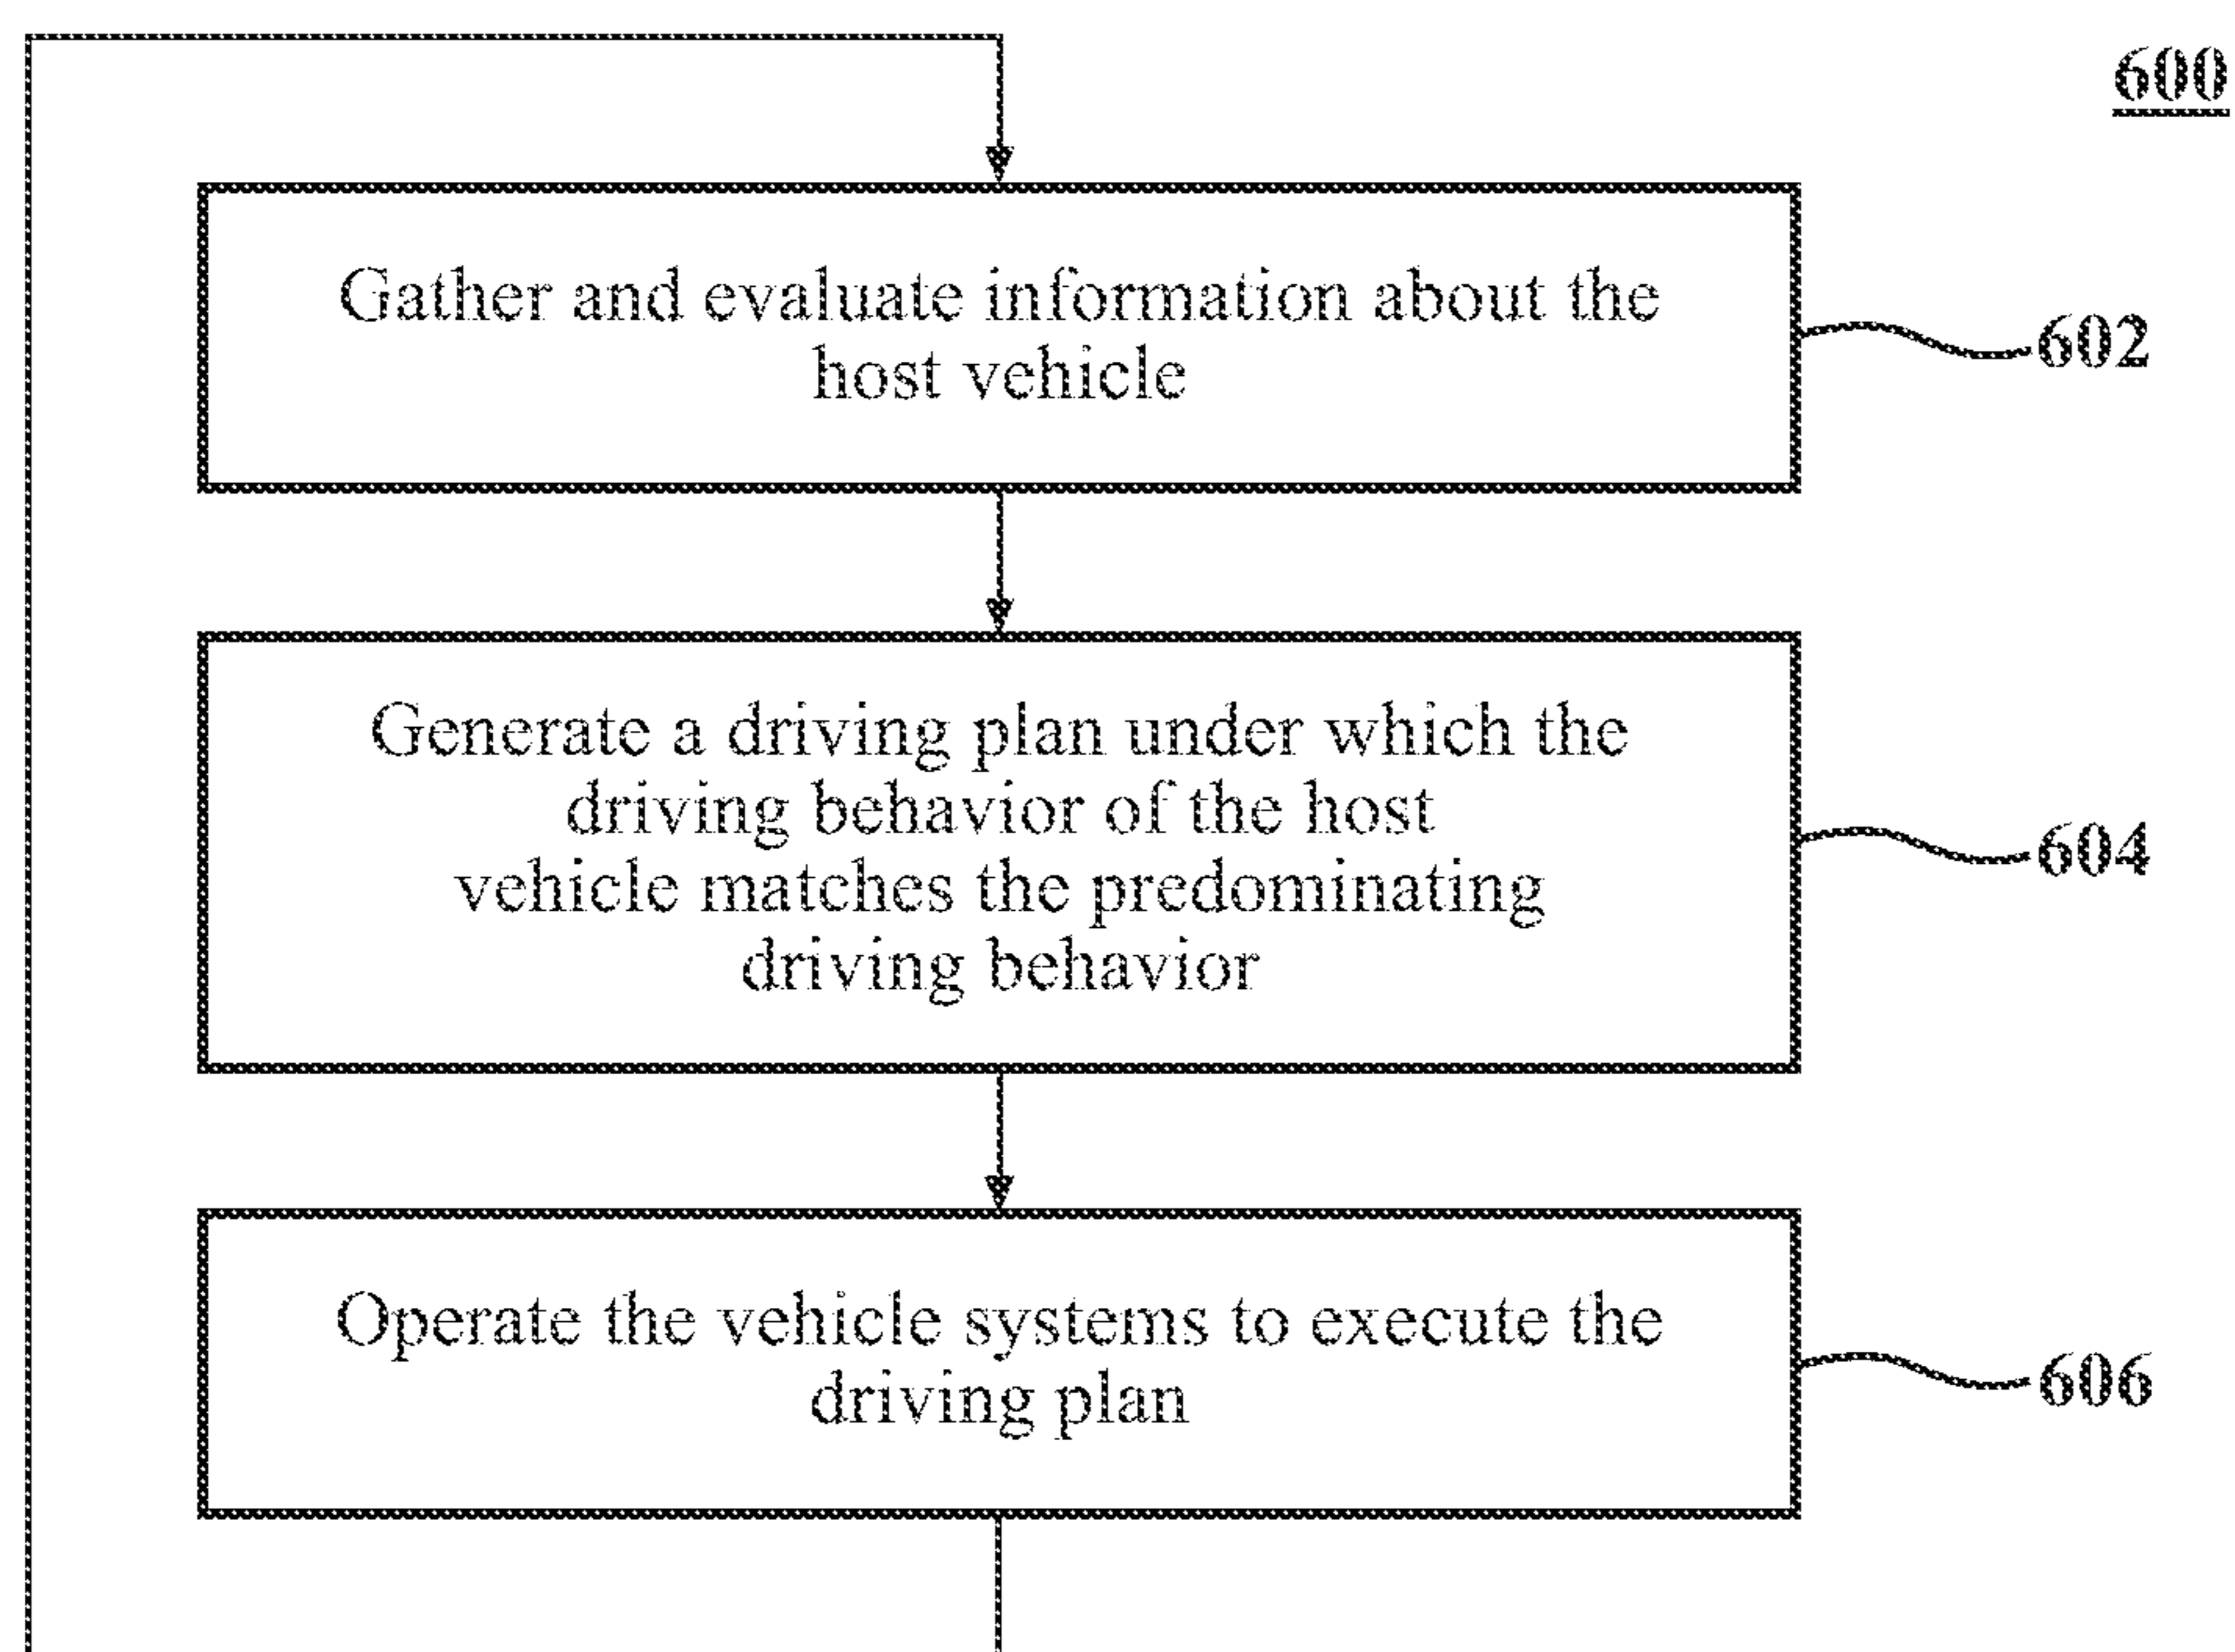 600
Gather and evaluate information about the
host vehicle
602
Generate a driving plan under which the
driving behavior of the host
vehicle matches the predominating
driving behavior
604
Operate the vehicle systems to execute the
driving plan
606